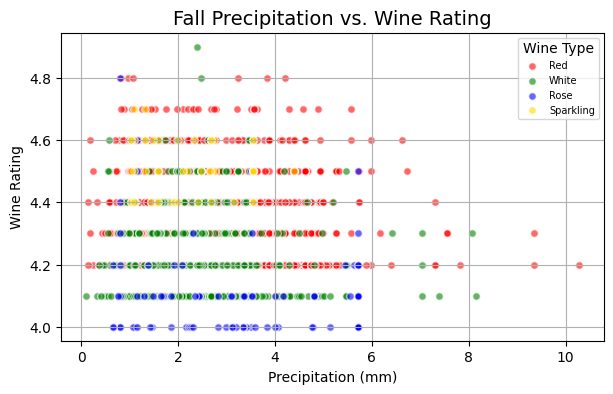 Fall Precipitation vs. Wine Rating
Wine Rating
4.8
4.6
4.4
4.2
4.0
Wine Type
Red
White
Rose
Sparkling
0 2 4 6 8 10
Precipitation (mm)